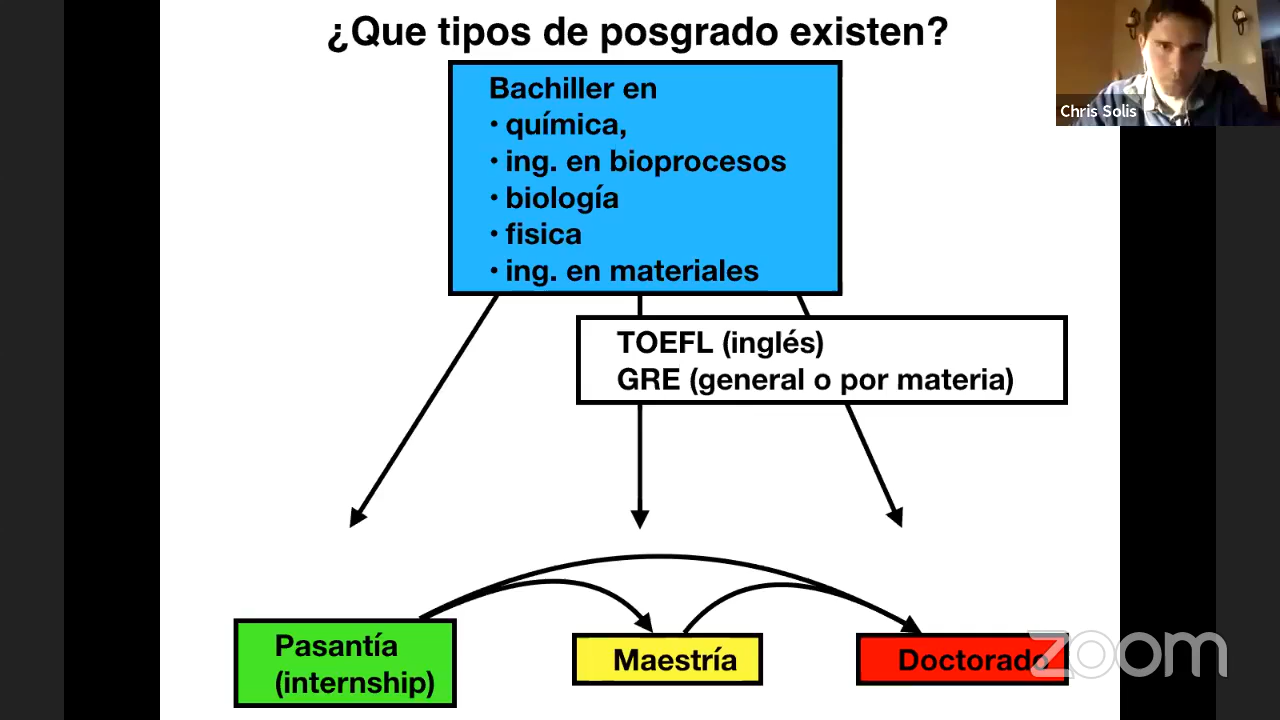 ¿Que tipos de posgrado existen?
Chris Solis
Bachiller en
• química,
• ing. en bioprocesos
• biología
• fisica
• ing. en materiales
TOEFL (inglés)
GRE (general o por materia)
Pasantía
(internship)
Maestría
Doctorado
zoom